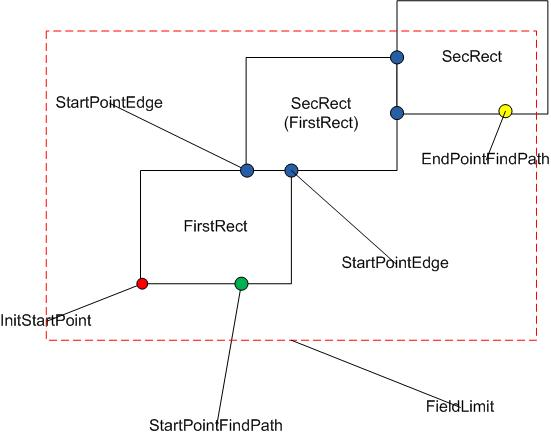 SecRect
StartPointEdge
SecRect
(FirstRect)
EndPointFindPath
FirstRect
StartPointEdge
InitStartPoint
FieldLimit
StartPointFindPath